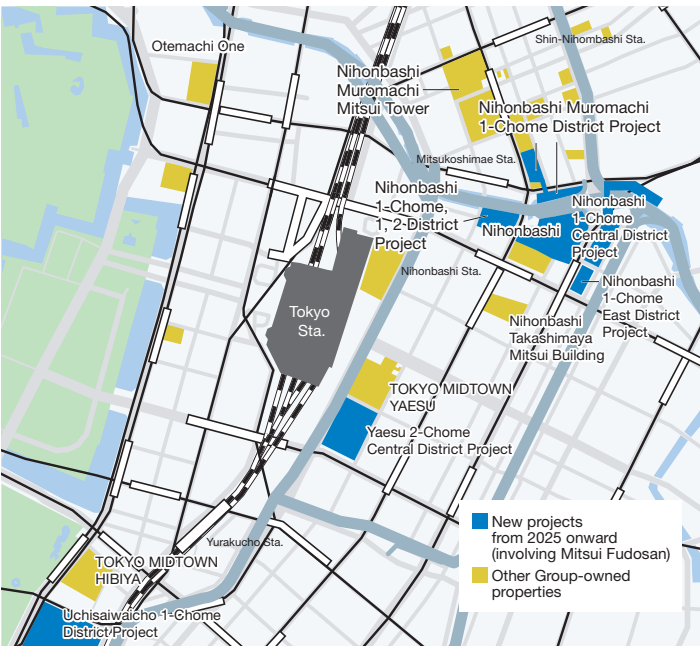 Otemachi One
Shin-Nihombashi Sta.
Nihonbashi
Muromachi
Mitsui Tower
Nihonbashi Muromachi
1-Chome District Project
Mitsukoshimae Sta.
Nihonbashi
1-Chome,
1, 2-District
Project
Nihonbashi
Nihonbashi
1-Chome
Central District
Project
Nihonbashi Sta.
Nihonbashi
1-Chome
East District
Project
Tokyo
Sta.
Nihonbashi
Takashimaya
Mitsui Building
TOKYO MIDTOWN
YAESU
Yaesu 2-Chome
Central District Project
New projects
from 2025 onward
(involving Mitsui Fudosan)
Other Group-owned
properties
Yurakucho Sta.
TOKYO MIDTOWN
HIBIYA
Uchisaiwaicho 1-Chome
District Project